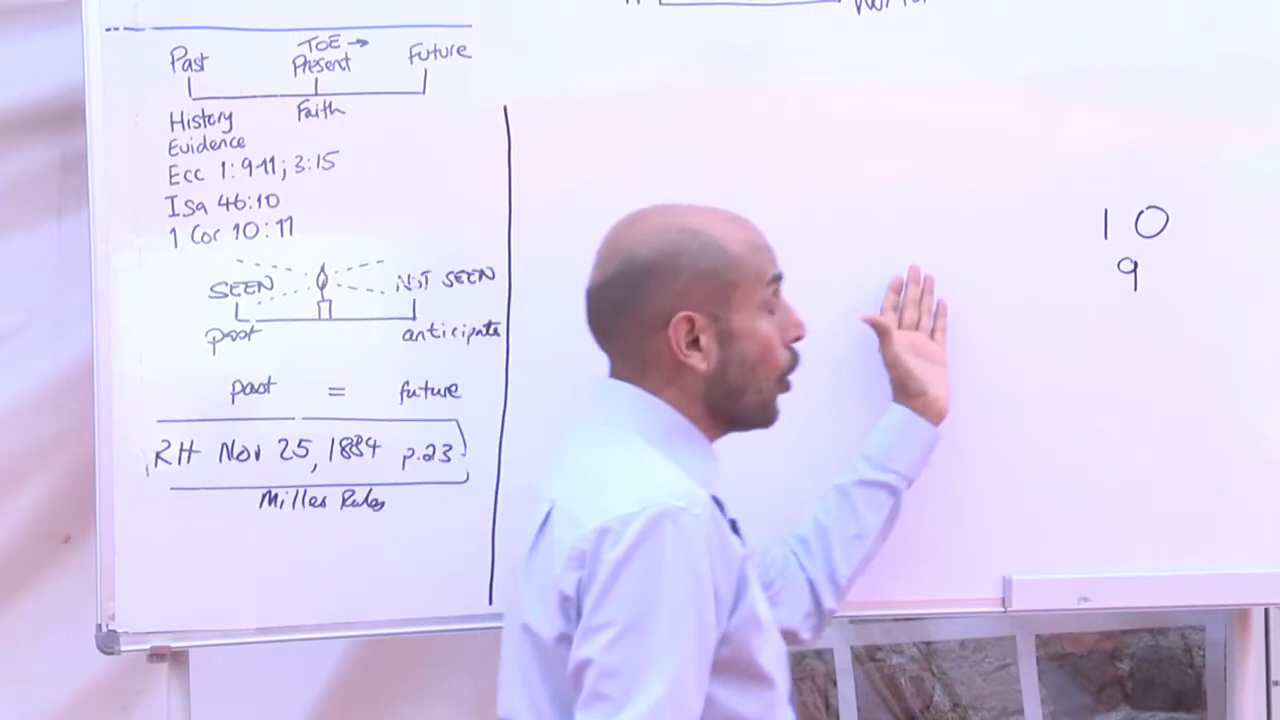 TOE →
Past Present Future
History Faith
Evidence
Ecc 1:9-11; 3:15
Isa 46:10
1 Cor 10:11
SEEN NOT SEEN
past anticipate
past = future
RH Nov 25, 1884 p.23
Miller Rules
1 0
9